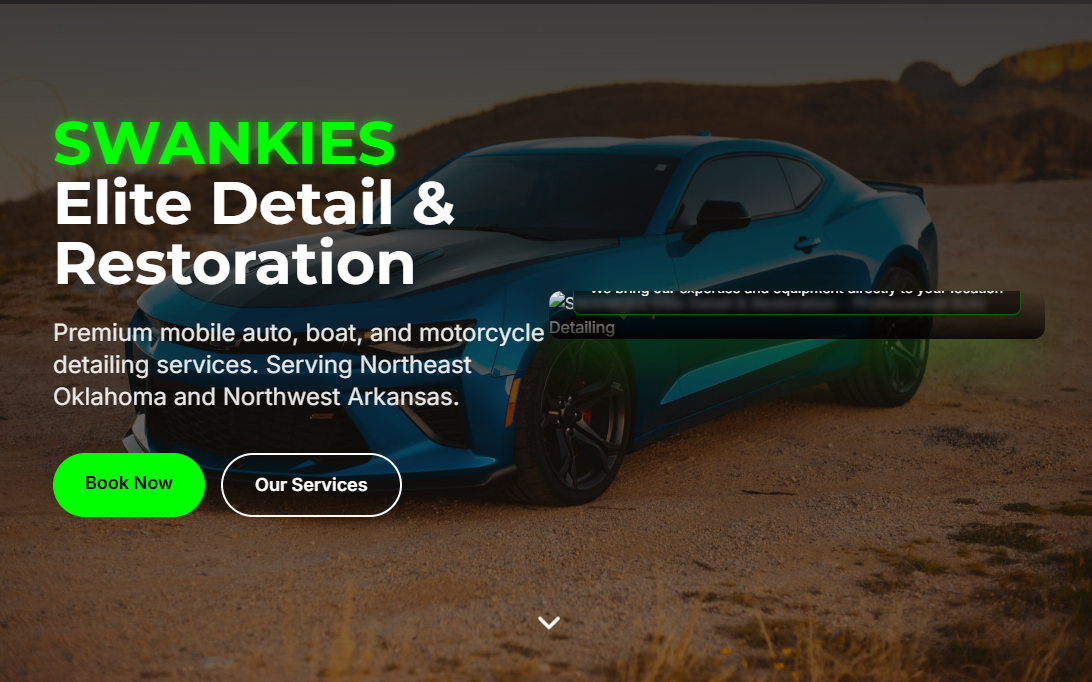 SWANKIES
Elite Detail &
Restoration
Premium mobile auto, boat, and motorcycle
detailing services. Serving Northeast
Oklahoma and Northwest Arkansas.
We bring our expertise and equipment directly to your location
S
Detailing
Book Now
Our Services